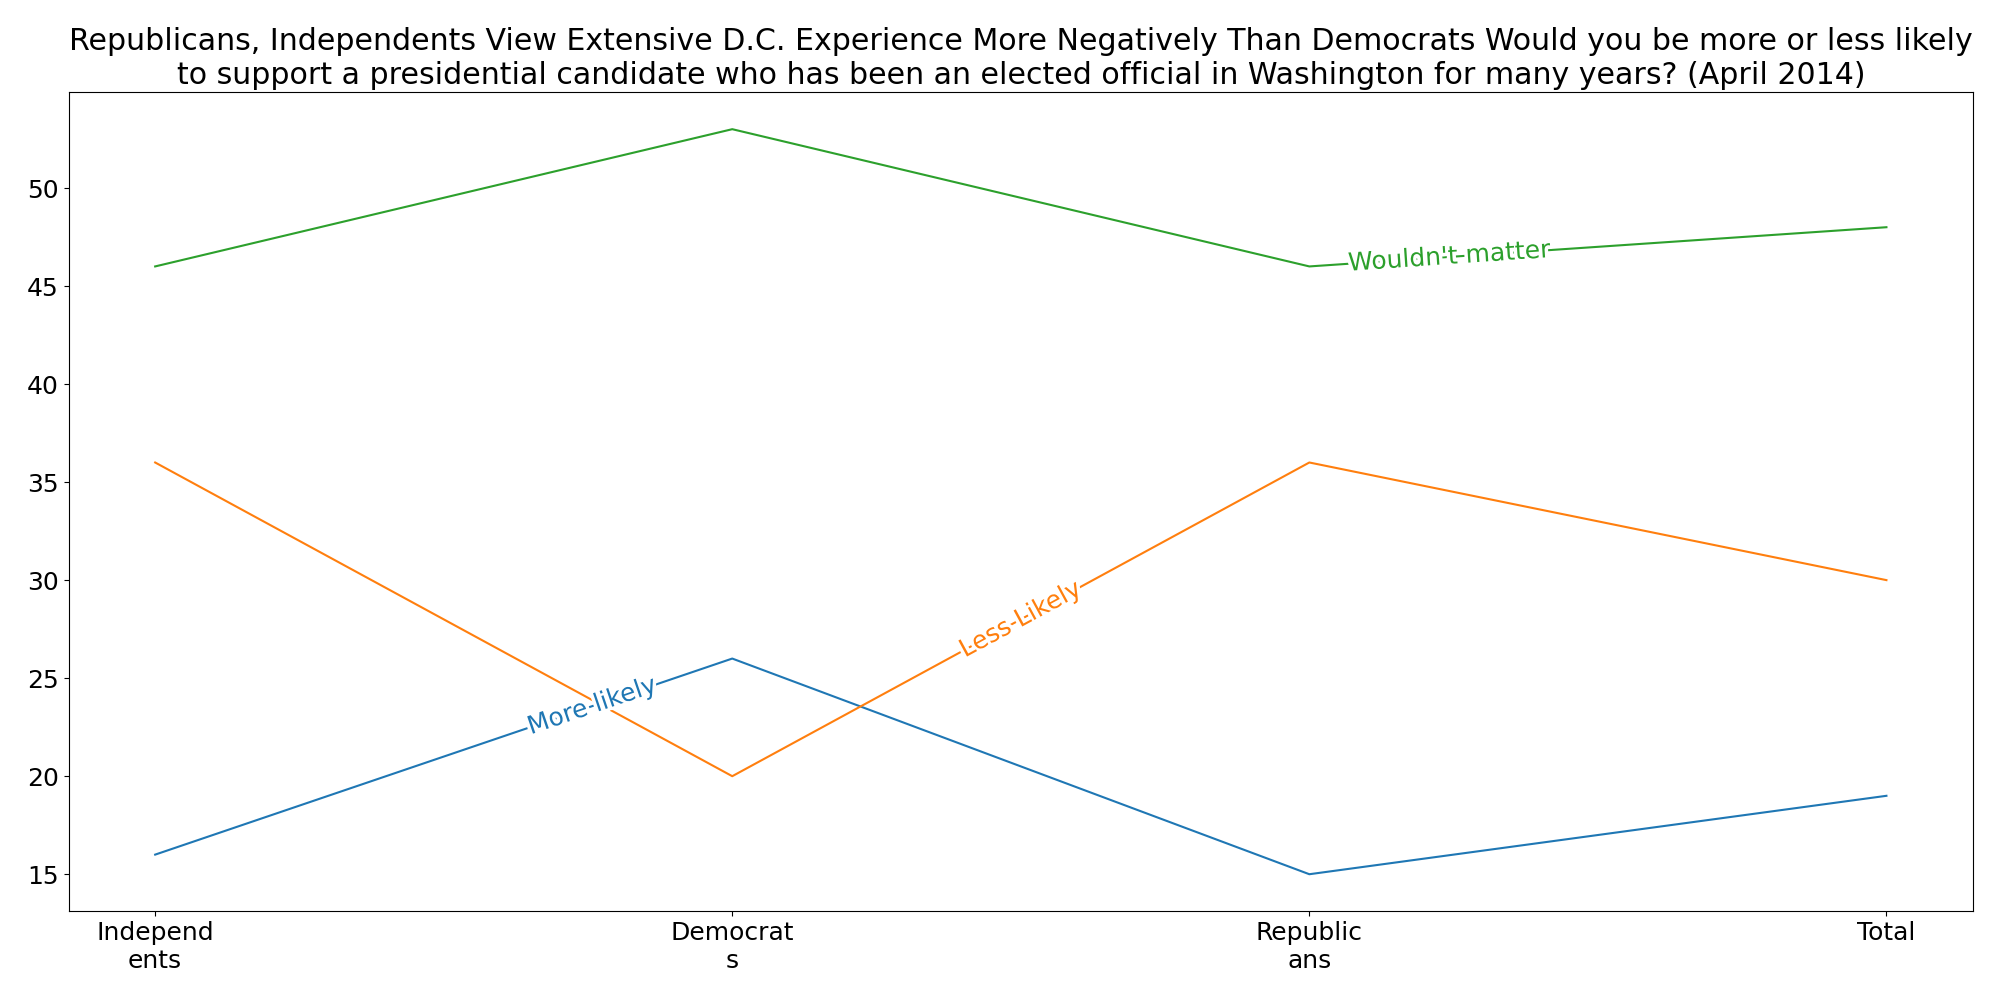 Republicans, Independents View Extensive D.C. Experience More Negatively Than Democrats Would you be more or less likely
to support a presidential candidate who has been an elected official in Washington for many years? (April 2014)
50
45
40
35
30
25
20
15
Wouldn't matter
Less Likely
More likely
Independ
ents
Democrat
s
Republic
ans
Total